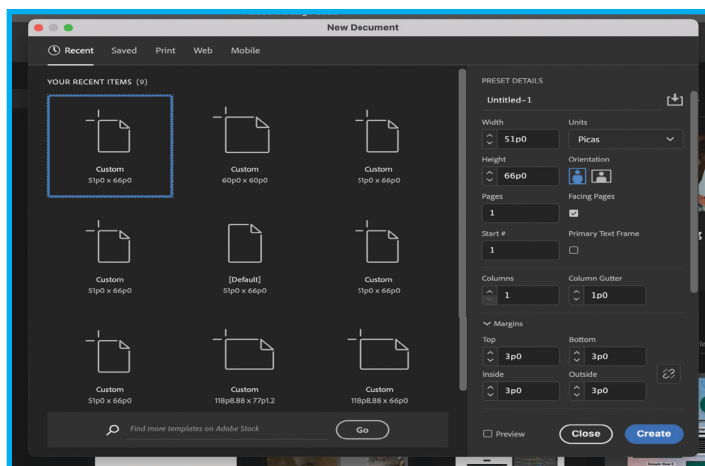 New Document
Recent Saved Print Web Mobile
YOUR RECENT ITEMS (9)
Custom
51p0 x 66p0
Custom
60p0 x 60p0
Custom
51p0 x 66p0
Custom
51p0 x 66p0
[Default]
51p0 x 66p0
Custom
51p0 x 66p0
Custom
51p0 x 66p0
Custom
118p8.88 x 77p1.2
Custom
118p8.88 x 66p0
Find more templates on Adobe Stock
Go
PRESET DETAILS
Untitled-1
Width Units
51p0 Picas
Height Orientation
66p0
Pages Facing Pages
1
Start # Primary Text Frame
1
Columns Column Gutter
1 1p0
Margins
Top Bottom
3p0 3p0
Inside Outside
3p0 3p0
Preview Close Create